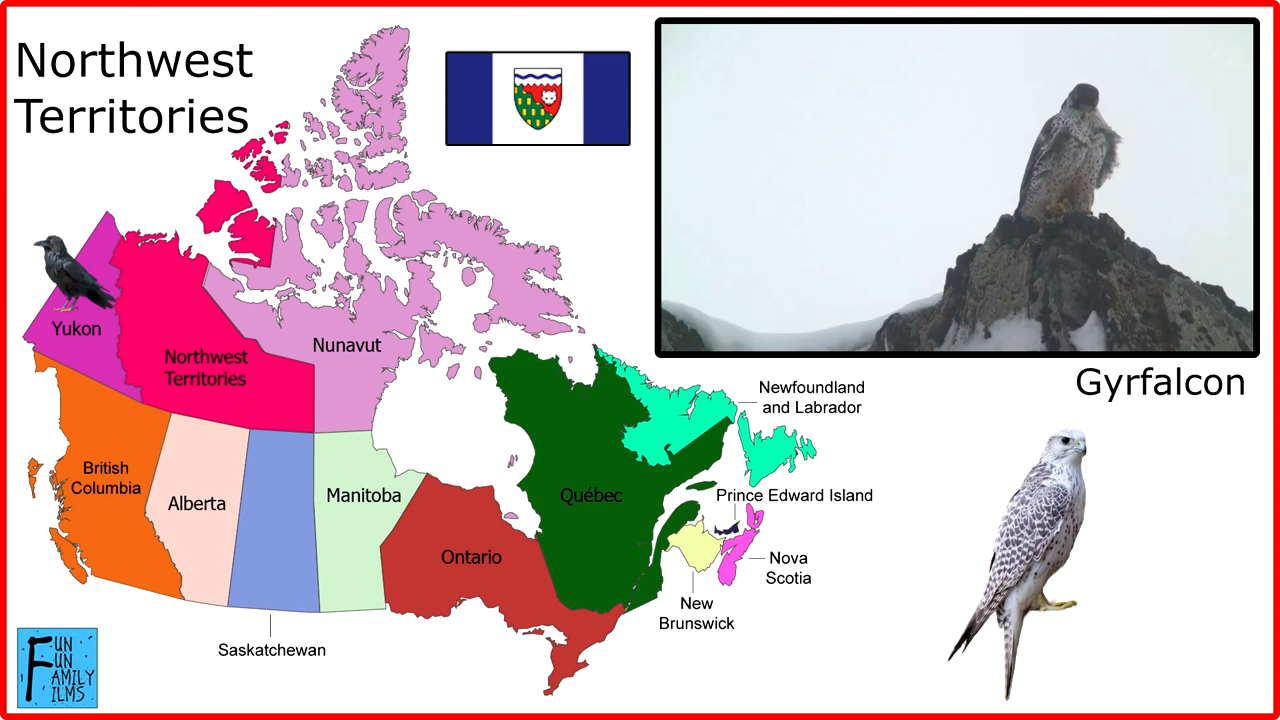 Northwest
Territories
Gyrfalcon
Yukon
Northwest
Territories
Nunavut
British
Columbia
Alberta
Saskatchewan
Manitoba
Ontario
Québec
Newfoundland
and Labrador
Prince Edward Island
Nova
Scotia
New
Brunswick
FUN
FUN
FAMILY
FILMS